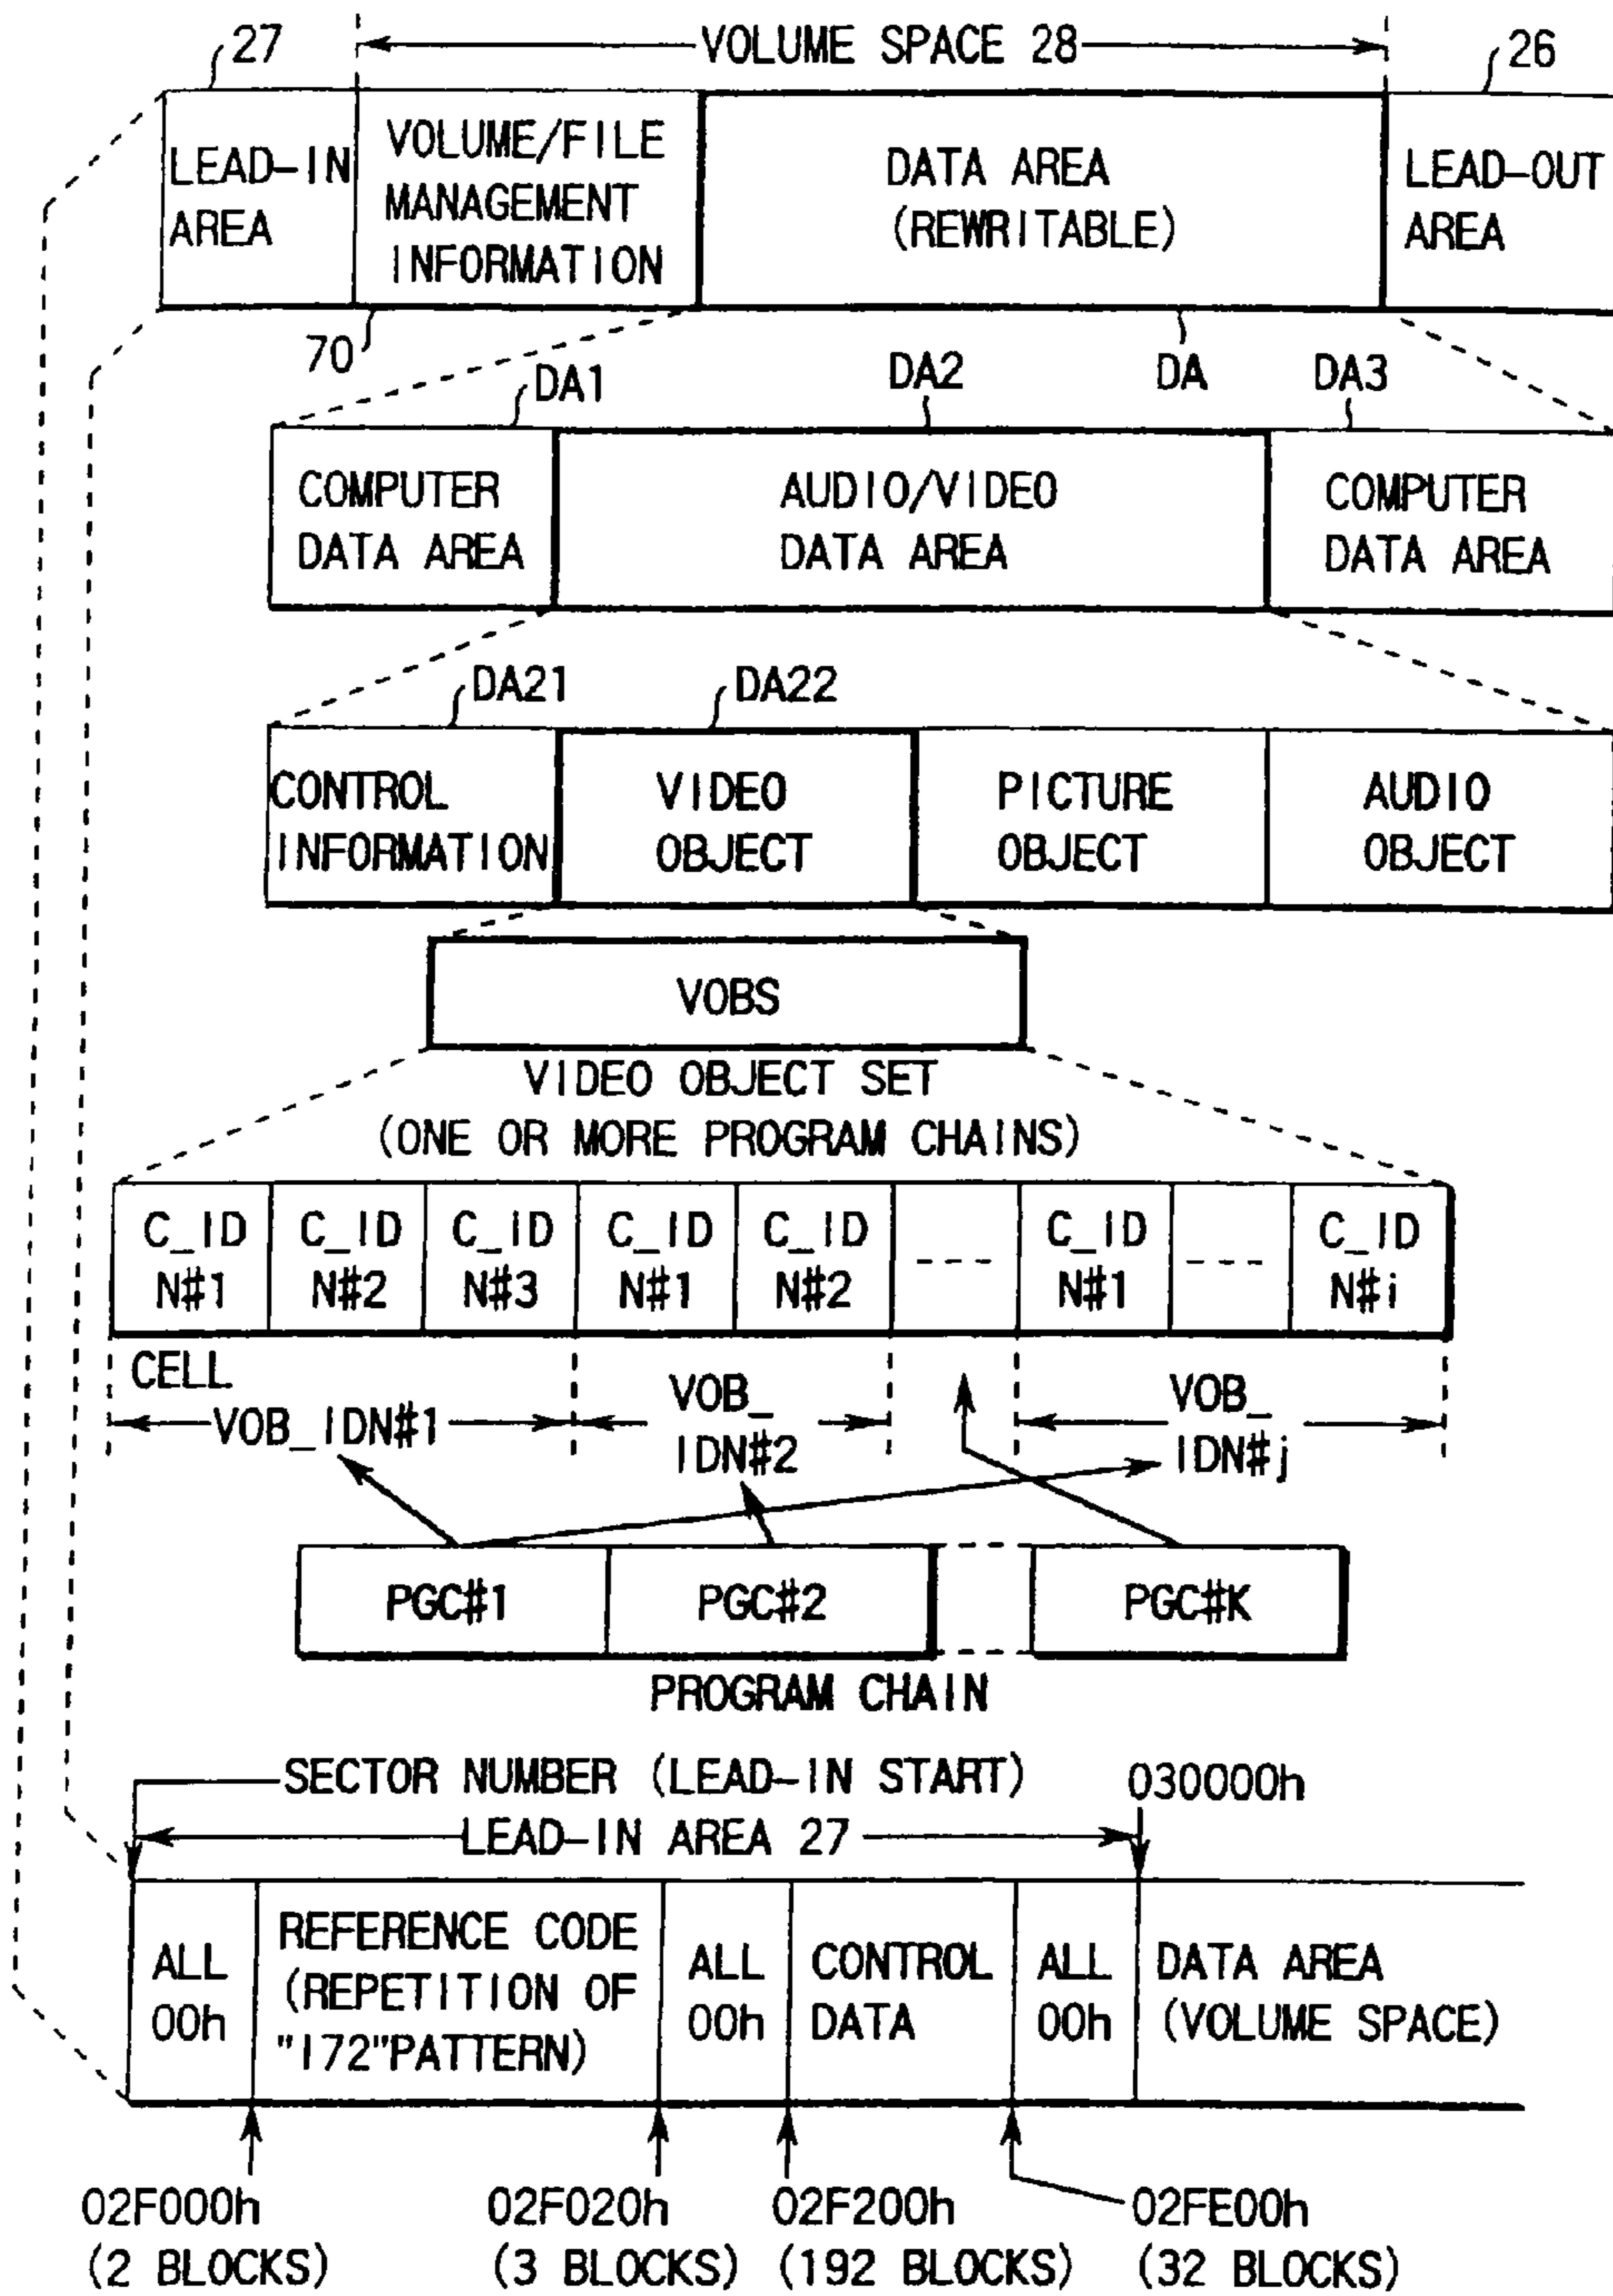 27
VOLUME SPACE 28
26
LEAD-IN
AREA
VOLUME/FILE
MANAGEMENT
INFORMATION
DATA AREA
(REWRITABLE)
LEAD-OUT
AREA
70
DA1
DA2
DA
DA3
COMPUTER
DATA AREA
AUDIO/VIDEO
DATA AREA
COMPUTER
DATA AREA
DA21
DA22
CONTROL
INFORMATION
VIDEO
OBJECT
PICTURE
OBJECT
AUDIO
OBJECT
VOBS
VIDEO OBJECT SET
(ONE OR MORE PROGRAM CHAINS)
C_ID
N#1
C_ID
N#2
C_ID
N#3
C_ID
N#1
C_ID
N#2
C_ID
N#1
C_ID
N#i
CELL
VOB_IDN#1
VOB_
IDN#2
VOB_
IDN#j
PGC#1
PGC#2
PGC#K
PROGRAM CHAIN
SECTOR NUMBER (LEAD-IN START)
030000h
LEAD-IN AREA 27
ALL
00h
REFERENCE CODE
(REPETITION OF
"172"PATTERN)
ALL
00h
CONTROL
DATA
ALL
00h
DATA AREA
(VOLUME SPACE)
02F000h
(2 BLOCKS)
02F020h
(3 BLOCKS)
02F200h
(192 BLOCKS)
02FE00h
(32 BLOCKS)